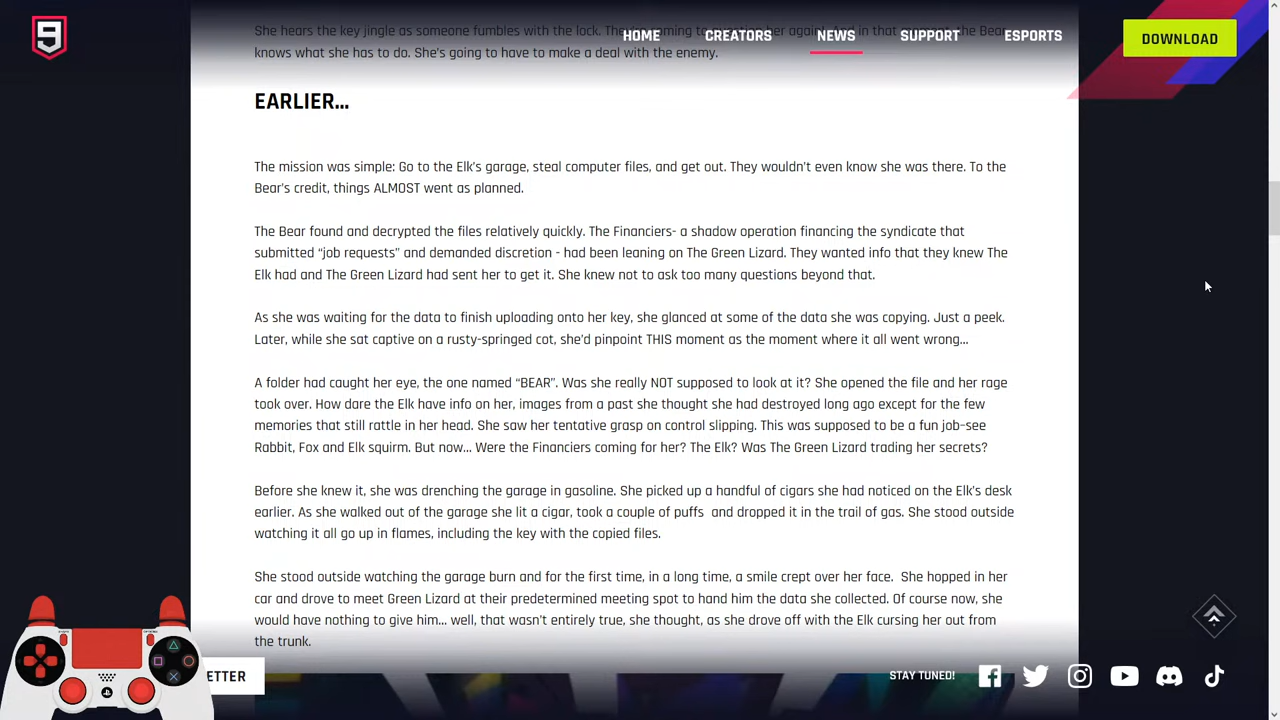 She hears the key jingle as someone fumbles with the lock.
knows what she has to do. She's going to have to make a deal with the enemy.
9
HOME
CREATORS
NEWS
SUPPORT
ESPORTS
DOWNLOAD
EARLIER...
The mission was simple: Go to the Elk's garage, steal computer files, and get out. They wouldn't even know she was there. To the
Bear's credit, things ALMOST went as planned.
The Bear found and decrypted the files relatively quickly. The Financiers- a shadow operation financing the syndicate that
submitted "job requests" and demanded discretion - had been leaning on The Green Lizard. They wanted info that they knew The
Elk had and The Green Lizard had sent her to get it. She knew not to ask too many questions beyond that.
As she was waiting for the data to finish uploading onto her key, she glanced at some of the data she was copying. Just a peek.
Later, while she sat captive on a rusty-springed cot, she'd pinpoint THIS moment as the moment where it all went wrong...
A folder had caught her eye, the one named "BEAR". Was she really NOT supposed to look at it? She opened the file and her rage
took over. How dare the Elk have info on her, images from a past she thought she had destroyed long ago except for the few
memories that still rattle in her head. She saw her tentative grasp on control slipping. This was supposed to be a fun job–see
Rabbit, Fox and Elk squirm. But now... Were the Financiers coming for her? The Elk? Was The Green Lizard trading her secrets?
Before she knew it, she was drenching the garage in gasoline. She picked up a handful of cigars she had noticed on the Elk's desk
earlier. As she walked out of the garage she lit a cigar, took a couple of puffs  and dropped it in the trail of gas. She stood outside
watching it all go up in flames, including the key with the copied files.
She stood outside watching the garage burn and for the first time, in a long time, a smile crept over her face.  She hopped in her
car and drove to meet Green Lizard at their predetermined meeting spot to hand him the data she collected. Of course now, she
would have nothing to give him... well, that wasn't entirely true, she thought, as she drove off with the Elk cursing her out from
the trunk.
ETTER
STAY TUNED!